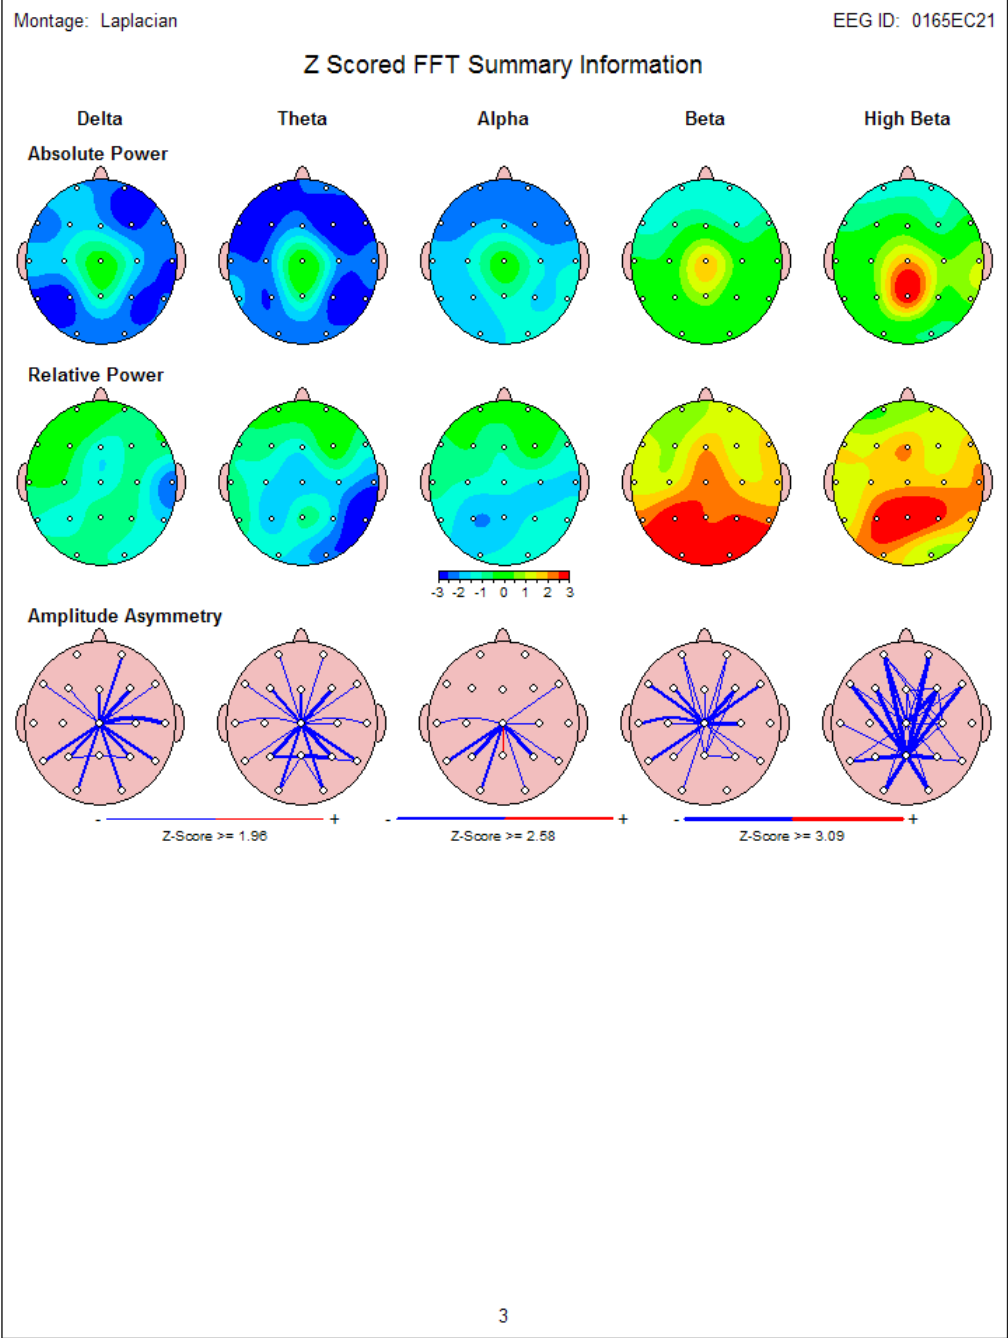 Montage: Laplacian EEG ID: 0165EC21
Z Scored FFT Summary Information
Delta Theta Alpha Beta High Beta
Absolute Power
Relative Power
-3 -2 -1 0 1 2 3
Amplitude Asymmetry
- + - + - +
Z-Score >= 1.96 Z-Score >= 2.58 Z-Score >= 3.09
3